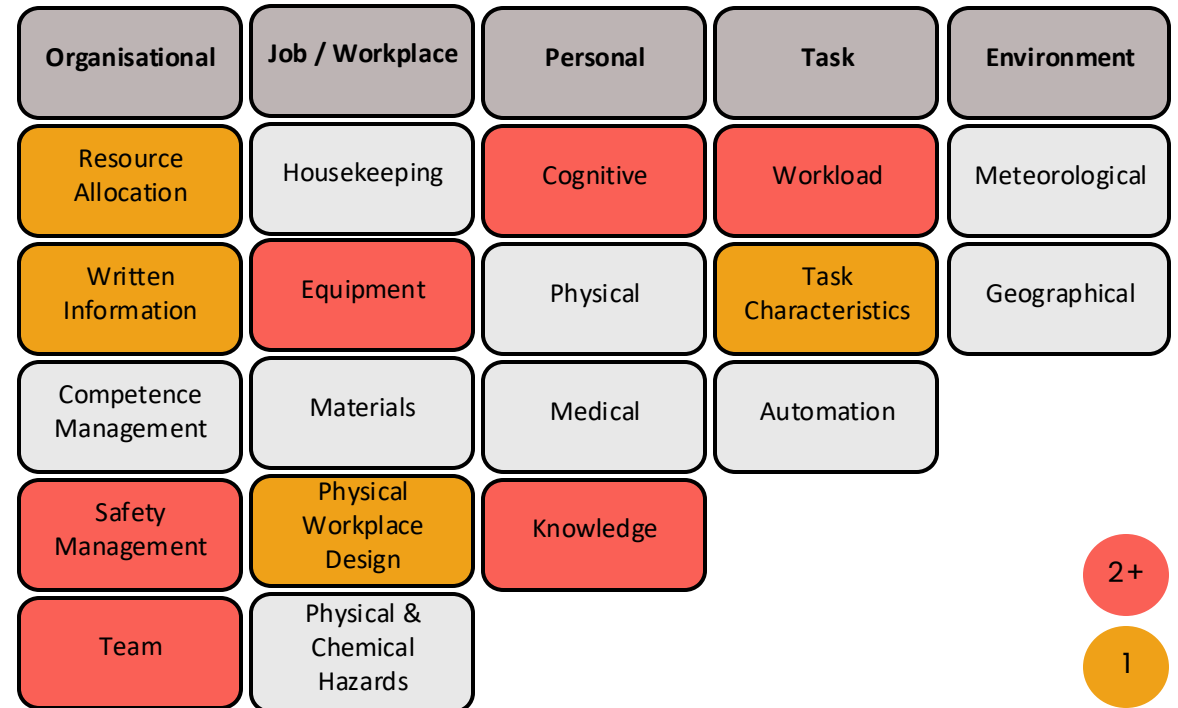 Organisational
Job / Workplace
Personal
Task
Environment
Resource
Allocation
Housekeeping
Cognitive
Workload
Meteorological
Written
Information
Equipment
Physical
Task
Characteristics
Geographical
Competence
Management
Materials
Medical
Automation
Safety
Management
Physical
Workplace
Design
Knowledge
Team
Physical &
Chemical
Hazards
2+
1